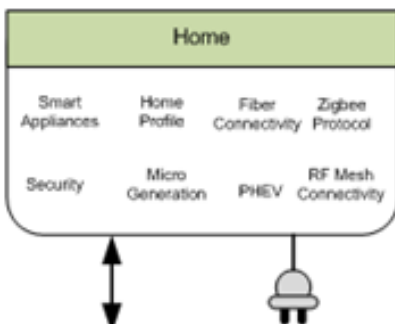 Home
Smart Appliances
Home Profile
Fiber Connectivity
Zigbee Protocol
Security
Micro Generation
PHEV
RF Mesh Connectivity